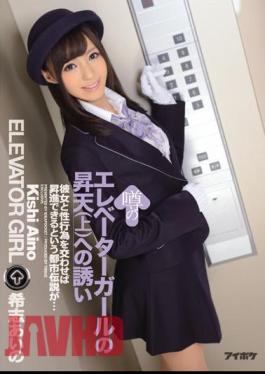 噂の
エレベーターガールの
昇天(上)への誘い
彼女と性行為を交わせば
昇進できるという都市伝説が…
Kishi Aino
希志あいの
ELEVATOR GIRL
アイポケ
JAVHD